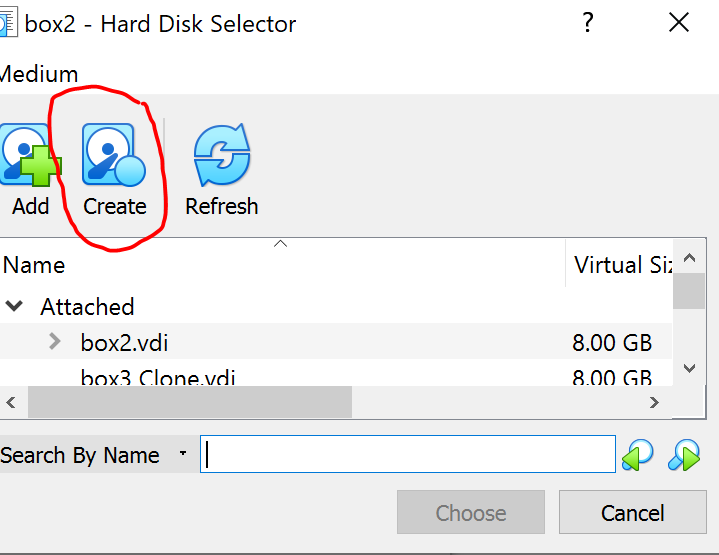 box2 - Hard Disk Selector ?
Medium
Add Create Refresh
Name Virtual Siz
Attached
box2.vdi 8.00 GB
box3 Clone.vdi 8.00 GB
Search By Name
Choose Cancel